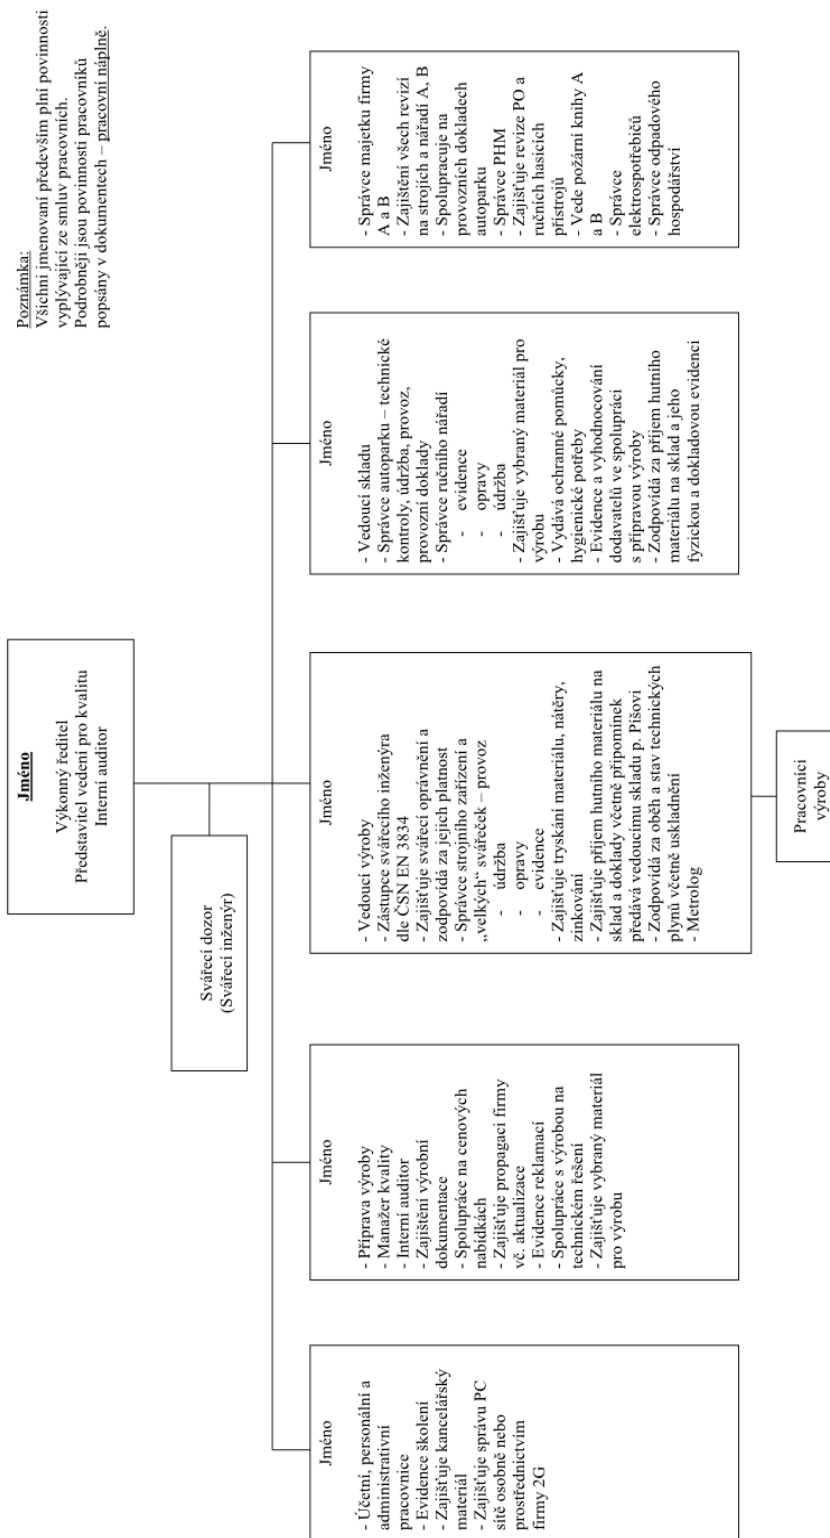 Poznámka:
Všichni jmenovaní především plní povinnosti
vyplývající ze smluv pracovních.
Podrobněji jsou povinnosti pracovníků
popsány v dokumentech – pracovní náplně.
Jméno
Výkonný ředitel
Představitel vedení pro kvalitu
Interní auditor
Svářecí dozor
(Svářecí inženýr)
Jméno
- Účetní, personální a
administrativní
pracovnice
- Evidence školení
- Zajišťuje kancelářský
materiál
- Zajišťuje správu PC
sítě osobně nebo
prostřednictvím
firmy 2G
Jméno
- Příprava výroby
- Manažer kvality
- Interní auditor
- Zajištění výrobní
dokumentace
- Spolupráce na cenových
nabídkách
- Zajišťuje propagaci firmy
vč. aktualizace
- Evidence reklamací
- Spolupráce s výrobou na
technickém řešení
- Zajišťuje vybraný materiál
pro výrobu
Jméno
- Vedoucí výroby
- Zástupce svářecího inženýra
dle ČSN EN 3834
- Zajišťuje svářecí oprávnění a
zodpovídá za jejich platnost
- Správce strojního zařízení a
„velkých“ svářeček – provoz
- údržba
- opravy
- evidence
- Zajišťuje tryskání materiálu, nátěry,
zinkování
- Zajišťuje příjem hutního materiálu na
sklad a doklady včetně připomínek
předává vedoucímu skladu p. Pišovi
- Zodpovídá za oběh a stav technických
plynů včetně uskladnění
- Metrolog
Jméno
- Vedoucí skladu
- Správce autoparku – technické
kontroly, údržba, provoz,
provozní doklady
- Správce ručního nářadí
- evidence
- opravy
- údržba
- Zajišťuje vybraný materiál pro
výrobu
- Vydává ochranné pomůcky,
hygienické potřeby
- Evidence a vyhodnocování
dodavatelů ve spolupráci
s přípravou výroby
- Zodpovídá za příjem hutního
materiálu na sklad a jeho
fyzickou a dokladovou evidenci
Jméno
- Správce majetku firmy
A a B
- Zajištění všech revizí
na strojích a nářadí A, B
- Spolupracuje na
provozních dokladech
autoparku
- Správce PHM
- Zajišťuje revize PO a
ručních hasicích
přístrojů
- Vede požární knihy A
a B
- Správce
elektrospotřebičů
- Správce odpadového
hospodářství
Pracovníci
výroby